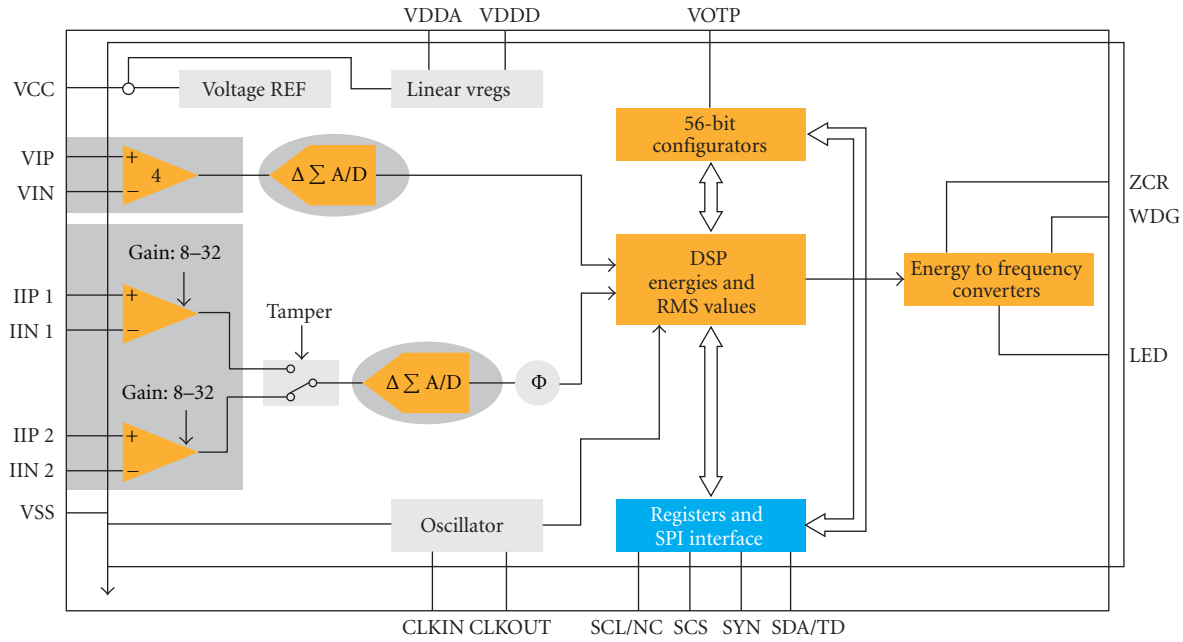 VDDA VDDD VOTP
VCC
Voltage REF
Linear vregs
56-bit
configurators
VIP
+
4
VIN
−
Δ ∑ A/D
ZCR
WDG
Gain: 8–32
DSP
energies and
RMS values
Energy to frequency
converters
IIP 1
+
IIN 1
−
Tamper
LED
Δ ∑ A/D
Φ
Gain: 8–32
IIP 2
+
IIN 2
−
VSS
Oscillator
Registers and
SPI interface
CLKIN CLKOUT SCL/NC SCS SYN SDA/TD